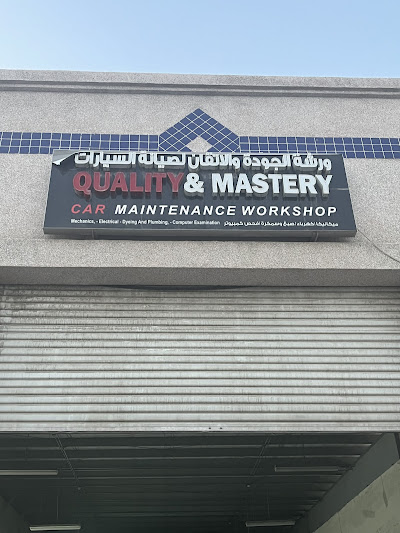 ورشة الجودة والاتقان لصيانة السيارات
QUALITY & MASTERY
CAR MAINTENANCE WORKSHOP
Mechanics, - Electrical - Dyeing And Plumbing, - Computer Examination ميكانيكا /كهرباء /صبغ وسمكرة /فحص كمبيوتر